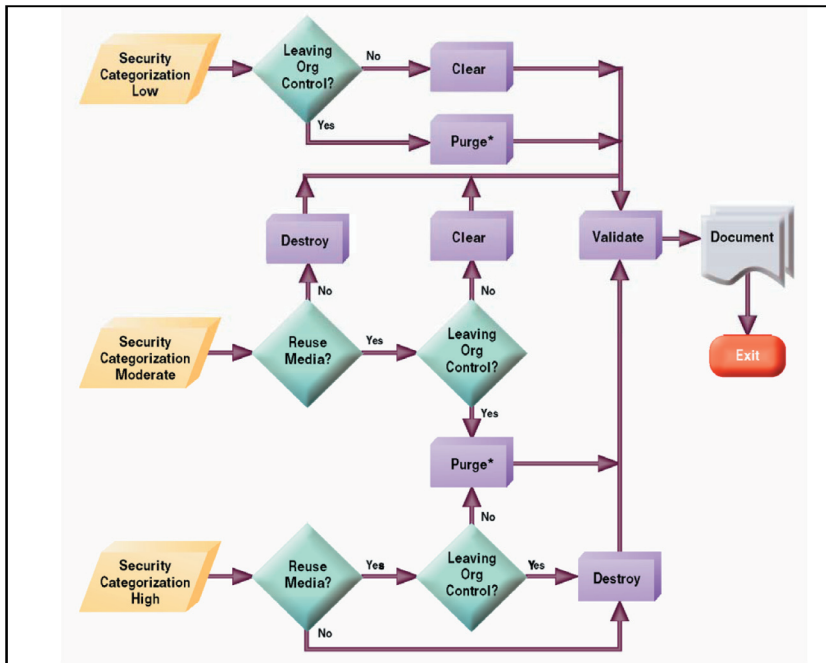 Security
Categorization
Low
Leaving
Org
Control?
No
Clear
Yes
Purge*
Destroy
Clear
Validate
Document
No
No
Security
Categorization
Moderate
Reuse
Media?
Yes
Leaving
Org
Control?
Exit
Yes
Purge*
No
Security
Categorization
High
Reuse
Media?
Yes
Leaving
Org
Control?
Yes
Destroy
No